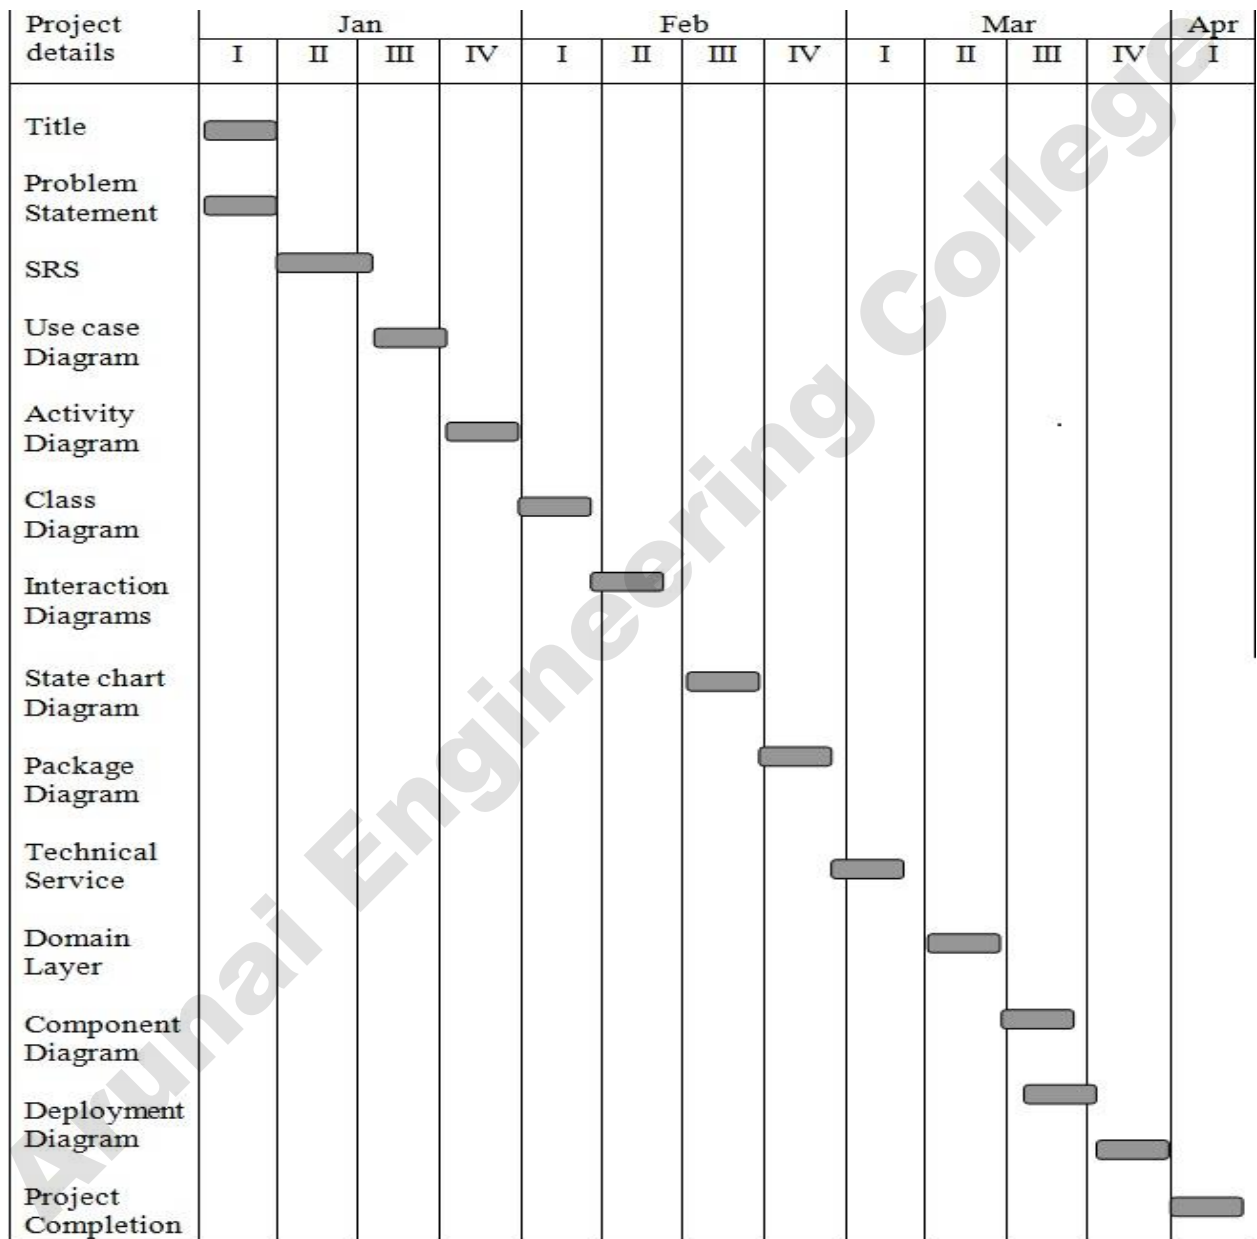 Project details
Jan Feb Mar Apr
I II III IV I II III IV I II III IV I
Title
Problem
Statement
SRS
Use case
Diagram
Activity
Diagram
Class
Diagram
Interaction
Diagrams
State chart
Diagram
Package
Diagram
Technical
Service
Domain
Layer
Component
Diagram
Deployment
Diagram
Project
Completion
Arunai Engineering College